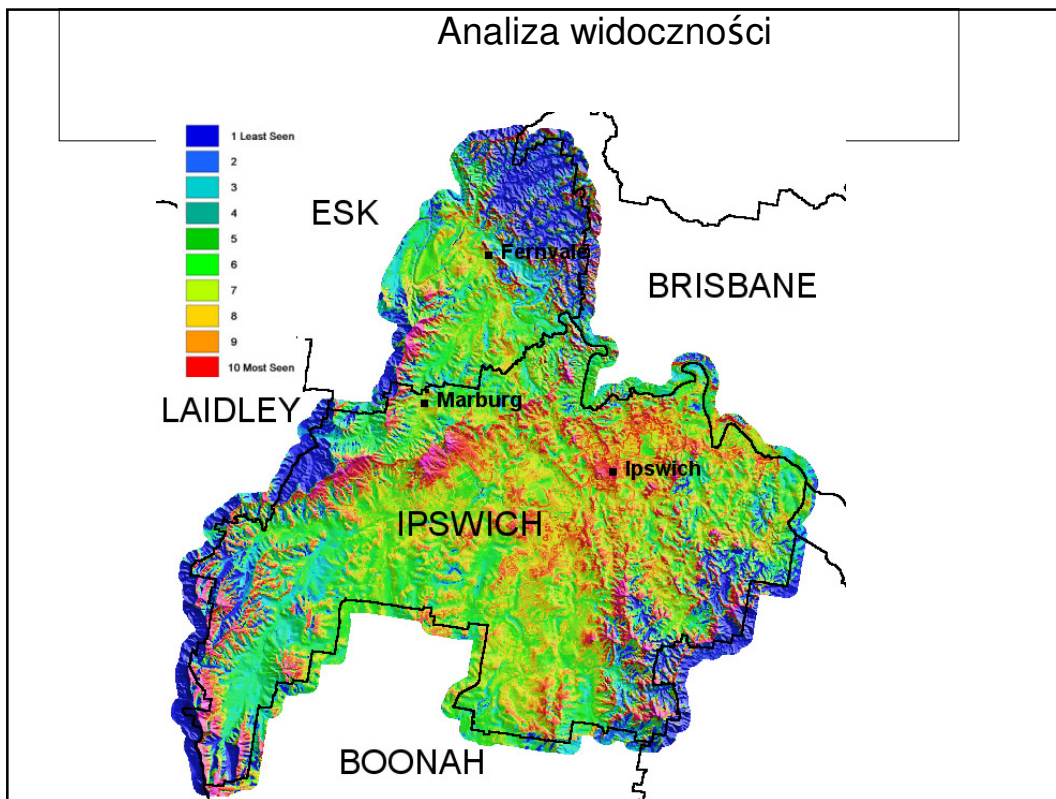 Analiza widoczności
1 Least Seen
2
3
4
5
6
7
8
9
10 Most Seen
ESK
Fernvale
BRISBANE
LAIDLEY
Marburg
Ipswich
IPSWICH
BOONAH